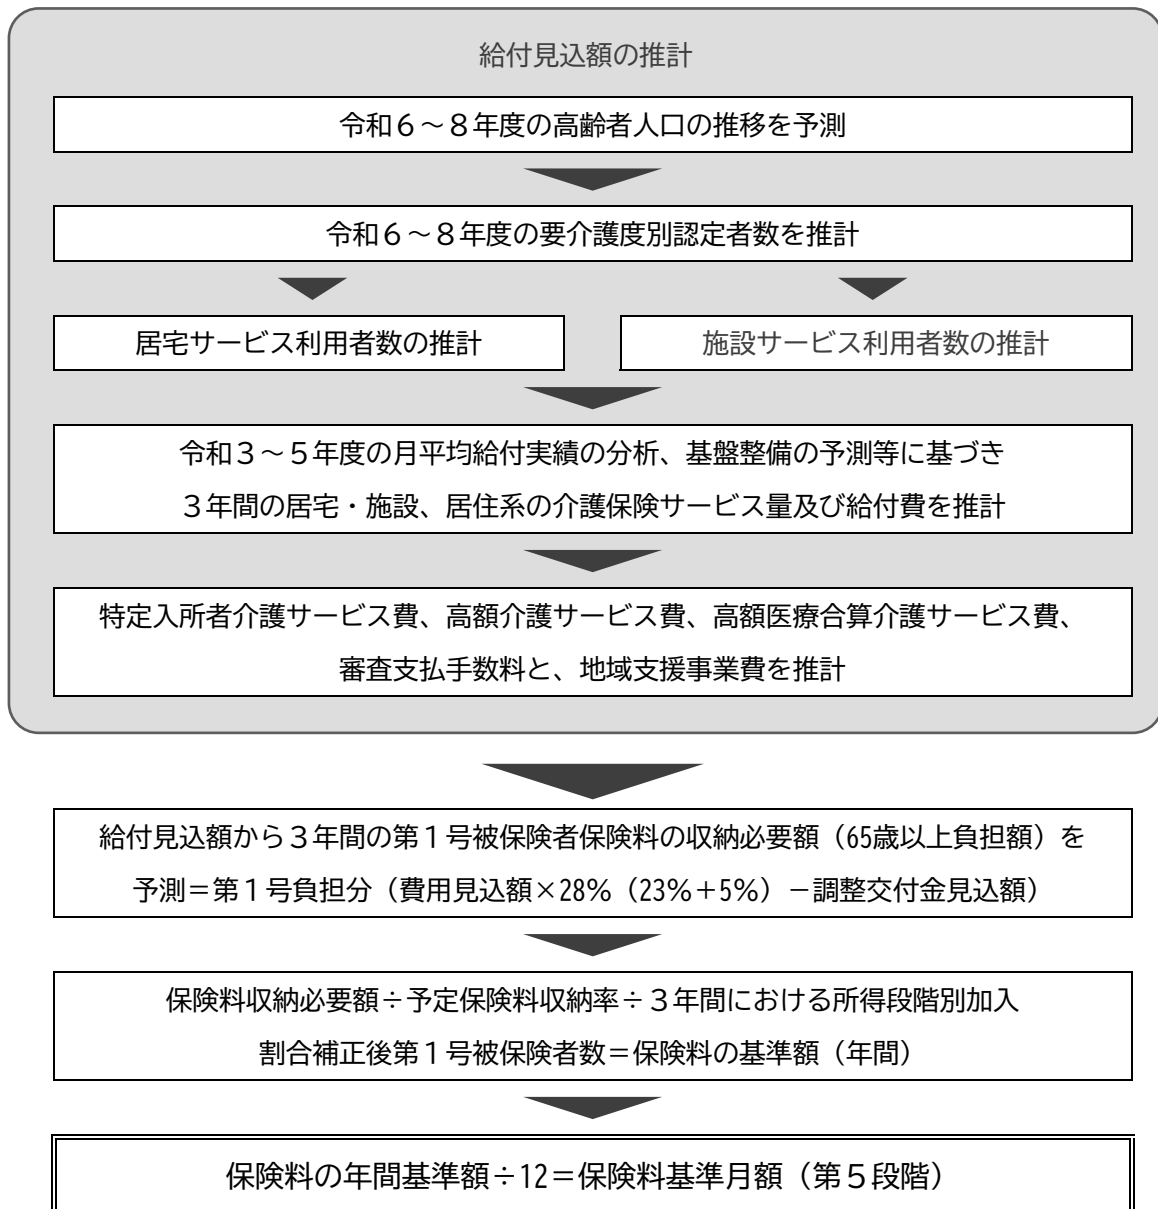 給付見込額の推計
令和６～８年度の高齢者人口の推移を予測
令和６～８年度の要介護度別認定者数を推計
居宅サービス利用者数の推計
施設サービス利用者数の推計
令和３～５年度の月平均給付実績の分析、基盤整備の予測等に基づき
３年間の居宅・施設、居住系の介護保険サービス量及び給付費を推計
特定入所者介護サービス費、高額介護サービス費、高額医療合算介護サービス費、
審査支払手数料と、地域支援事業費を推計
給付見込額から３年間の第１号被保険者保険料の収納必要額（65歳以上負担額）を
予測＝第１号負担分（費用見込額×28％（23％＋5％）－調整交付金見込額）
保険料収納必要額÷予定保険料収納率÷３年間における所得段階別加入
割合補正後第１号被保険者数＝保険料の基準額（年間）
保険料の年間基準額÷12＝保険料基準月額（第５段階）